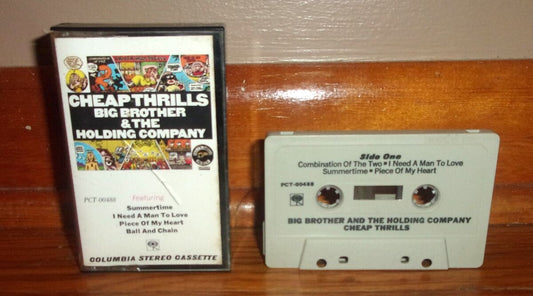 CHEAP THRILLS
BIG BROTHER
& THE
HOLDING COMPANY
PCT 00488
Featuring
Summertime
I Need A Man To Love
Piece Of My Heart
Ball And Chain
COLUMBIA STEREO CASSETTE
Side One
Combination Of The Two • I Need A Man To Love
Summertime • Piece Of My Heart
PCT-00488
BIG BROTHER AND THE HOLDING COMPANY
CHEAP THRILLS